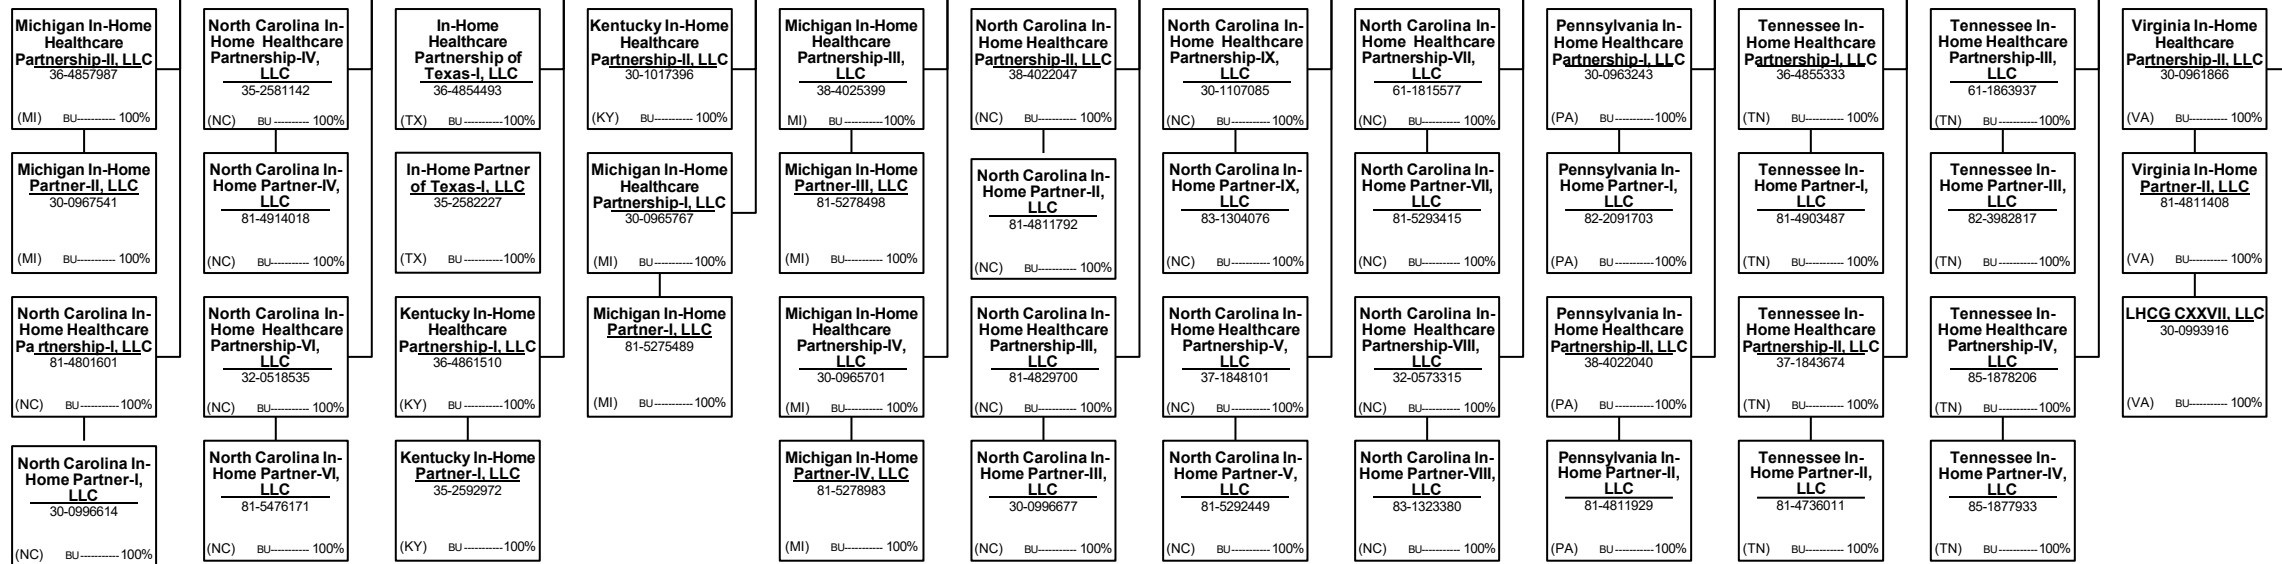 Michigan In-Home
Healthcare
Partnership-II, LLC
36-4857987
(MI) BU----------- 100%
North Carolina In-
Home Healthcare
Partnership-IV,
LLC
35-2581142
(NC) BU ----------- 100%
In-Home
Healthcare
Partnership of
Texas-I, LLC
36-4854493
(TX) BU -----------100%
Kentucky In-Home
Healthcare
Partnership-II, LLC
30-1017396
(KY) BU----------- 100%
Michigan In-Home
Healthcare
Partnership-III,
LLC
38-4025399
MI) BU----------- 100%
North Carolina In-
Home Healthcare
Partnership-II, LLC
38-4022047
(NC) BU----------- 100%
North Carolina In-
Home Healthcare
Partnership-IX,
LLC
30-1107085
(NC) BU----------- 100%
North Carolina In-
Home Healthcare
Partnership-VII,
LLC
61-1815577
(NC) BU----------- 100%
Pennsylvania In-
Home Healthcare
Partnership-I, LLC
30-0963243
(PA) BU-----------100%
Tennessee In-
Home Healthcare
Partnership-I, LLC
36-4855333
(TN) BU----------- 100%
Tennessee In-
Home Healthcare
Partnership-III,
LLC
61-1863937
(TN) BU----------- 100%
Virginia In-Home
Healthcare
Partnership-II, LLC
30-0961866
(VA) BU----------- 100%
Michigan In-Home
Partner-II, LLC
30-0967541
(MI) BU----------- 100%
North Carolina In-
Home Partner-IV,
LLC
81-4914018
(NC) BU----------- 100%
In-Home Partner
of Texas-I, LLC
35-2582227
(TX) BU-----------100%
Michigan In-Home
Healthcare
Partnership-I, LLC
30-0965767
(MI) BU-----------100%
Michigan In-Home
Partner-III, LLC
81-5278498
(MI) BU----------- 100%
North Carolina In-
Home Partner-II,
LLC
81-4811792
(NC) BU----------- 100%
North Carolina In-
Home Partner-IX,
LLC
83-1304076
(NC) BU----------- 100%
North Carolina In-
Home Partner-VII,
LLC
81-5293415
(NC) BU----------- 100%
Pennsylvania In-
Home Partner-I,
LLC
82-2091703
(PA) BU-----------100%
Tennessee In-
Home Partner-I,
LLC
81-4903487
(TN) BU----------- 100%
Tennessee In-
Home Partner-III,
LLC
82-3982817
(TN) BU----------- 100%
Virginia In-Home
Partner-II, LLC
81-4811408
(VA) BU----------- 100%
North Carolina In-
Home Healthcare
Partnership-I, LLC
81-4801601
(NC) BU-----------100%
North Carolina In-
Home Healthcare
Partnership-VI,
LLC
32-0518535
(NC) BU----------- 100%
Kentucky In-Home
Healthcare
Partnership-I, LLC
36-4861510
(KY) BU -----------100%
Michigan In-Home
Partner-I, LLC
81-5275489
(MI) BU-----------100%
Michigan In-Home
Healthcare
Partnership-IV,
LLC
30-0965701
(MI) BU----------- 100%
North Carolina In-
Home Healthcare
Partnership-III,
LLC
81-4829700
(NC) BU----------- 100%
North Carolina In-
Home Healthcare
Partnership-V,
LLC
37-1848101
(NC) BU----------- 100%
North Carolina In-
Home Healthcare
Partnership-VIII,
LLC
32-0573315
(NC) BU----------- 100%
Pennsylvania In-
Home Healthcare
Partnership-II, LLC
38-4022040
(PA) BU-----------100%
Tennessee In-
Home Healthcare
Partnership-II, LLC
37-1843674
(TN) BU----------- 100%
Tennessee In-
Home Healthcare
Partnership-IV,
LLC
85-1878206
(TN) BU----------- 100%
LHCG CXXVII, LLC
30-0993916
(VA) BU----------- 100%
North Carolina In-
Home Partner-I,
LLC
30-0996614
(NC) BU-----------100%
North Carolina In-
Home Partner-VI,
LLC
81-5476171
(NC) BU----------- 100%
Kentucky In-Home
Partner-I, LLC
35-2592972
(KY) BU -----------100%
Michigan In-Home
Partner-IV, LLC
81-5278983
(MI) BU----------- 100%
North Carolina In-
Home Partner-III,
LLC
30-0996677
(NC) BU----------- 100%
North Carolina In-
Home Partner-V,
LLC
81-5292449
(NC) BU----------- 100%
North Carolina In-
Home Partner-VIII,
LLC
83-1323380
(NC) BU----------- 100%
Pennsylvania In-
Home Partner-II,
LLC
81-4811929
(PA) BU-----------100%
Tennessee In-
Home Partner-II,
LLC
81-4736011
(TN) BU----------- 100%
Tennessee In-
Home Partner-IV,
LLC
85-1877933
(TN) BU----------- 100%